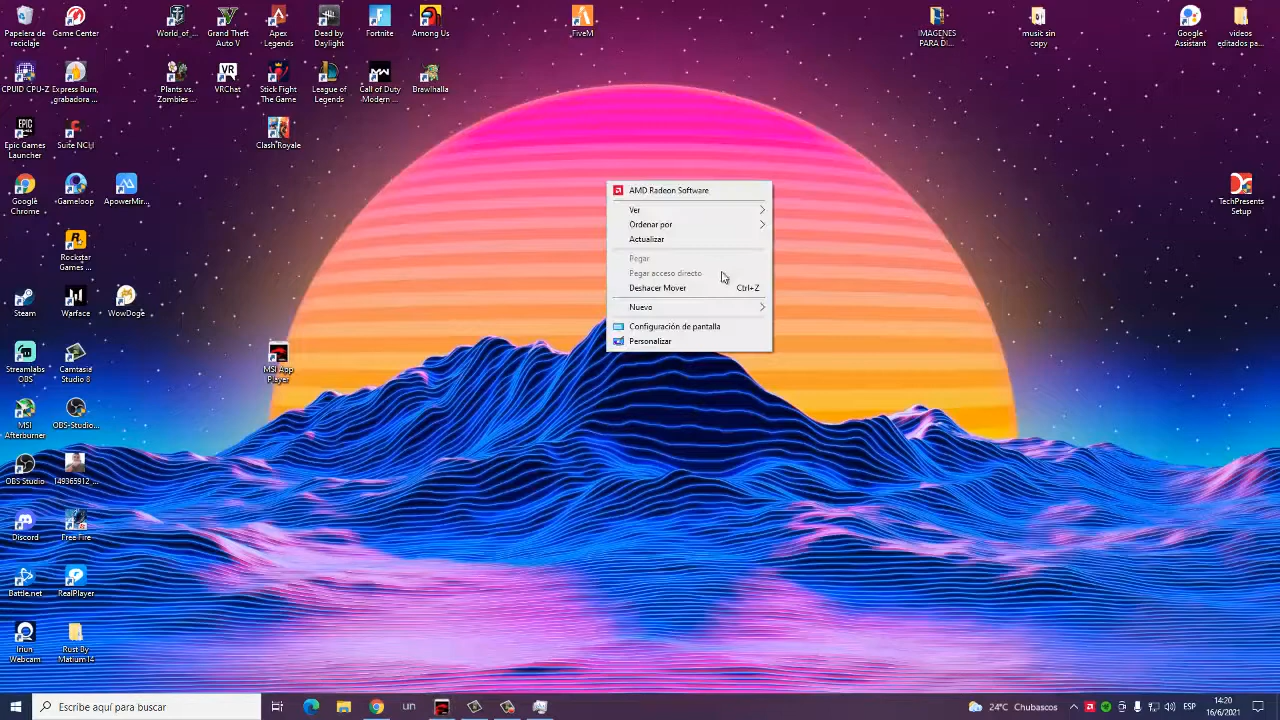 Papelera de
reciclaje
Game Center
World_of_...
Grand Theft
Auto V
Apex
Legends
Dead by
Daylight
Fortnite
Among Us
FiveM
IMAGENES
PARA DI...
music sin
copy
Google
Assistant
videos
editados pa...
CPUID CPU-Z
Express Burn,
grabadora ...
Plants vs.
Zombies ...
VR
VRChat
Stick Fight
The Game
League of
Legends
Call of Duty
Modern ...
Brawlhalla
EPIC
Epic Games
Launcher
Suite NCH
Clash Royale
Google
Chrome
Gameloop
ApowerMir...
TechPresents
Setup
Rockstar
Games ...
Steam
Warface
WowDoge
Streamlabs
OBS
Camtasia
Studio 8
MSI App
Player
MSI
Afterburner
OBS-Studio...
OBS Studio
149365912_...
Discord
Free Fire
Battle.net
RealPlayer
Iriun
Webcam
Rust By
Matium14
AMD Radeon Software
Ver
Ordenar por
Actualizar
Pegar
Pegar acceso directo
Deshacer Mover Ctrl+Z
Nuevo
Configuración de pantalla
Personalizar
Escribe aquí para buscar
un
24°C Chubascos
ESP
14:20
16/6/2021